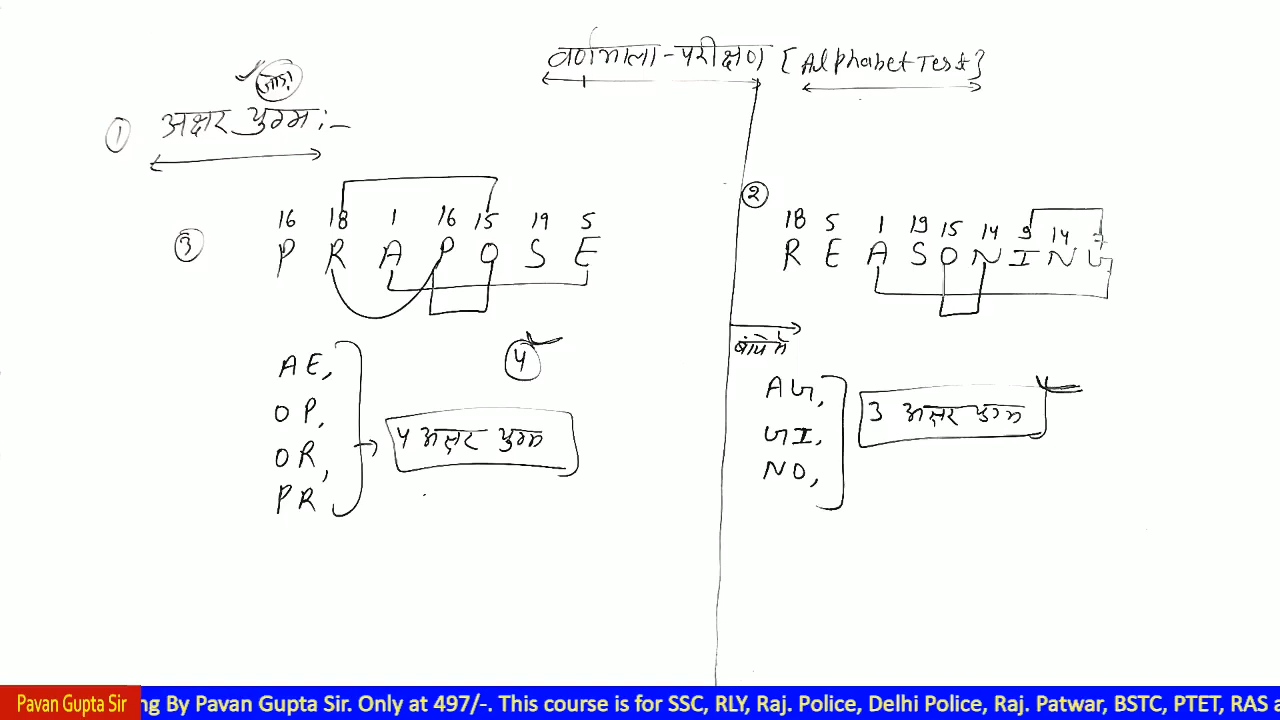 वर्णमाला-परीक्षण [Alphabet Test]
जोड़ा
① अक्षर युग्म :-
③
16 18 1 16 15 19 5
P R A P O S E
AE,
OP,
OR,
PR
4
4 अक्षर युग्म
②
18 5 1 19 15 14 9 14 7
R E A S O N I N G
बांये से
AG,
GI,
NO,
3 अक्षर युग्म
Pavan Gupta Sir
ng By Pavan Gupta Sir. Only at 497/-. This course is for SSC, RLY, Raj. Police, Delhi Police, Raj. Patwar, BSTC, PTET, RAS a